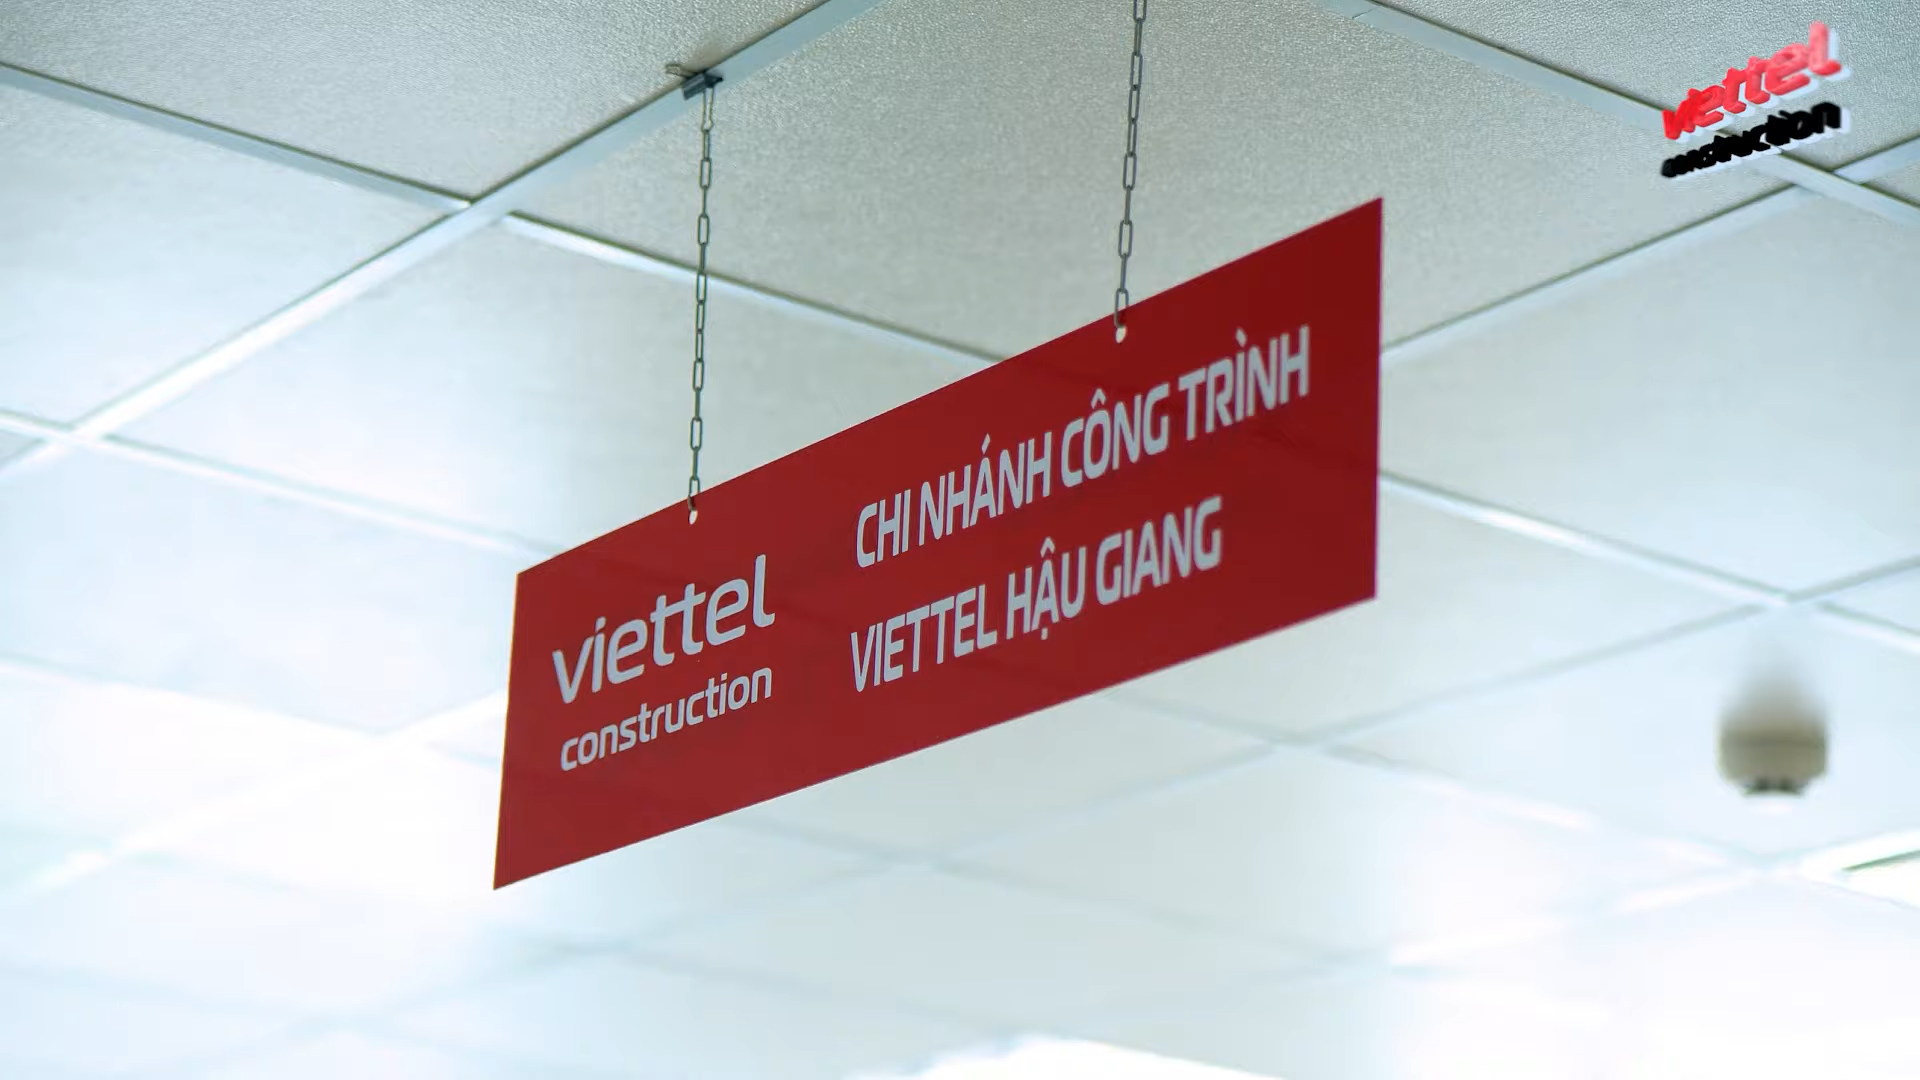 viettel
construction
viettel
construction
CHI NHÁNH CÔNG TRÌNH
VIETTEL HẬU GIANG